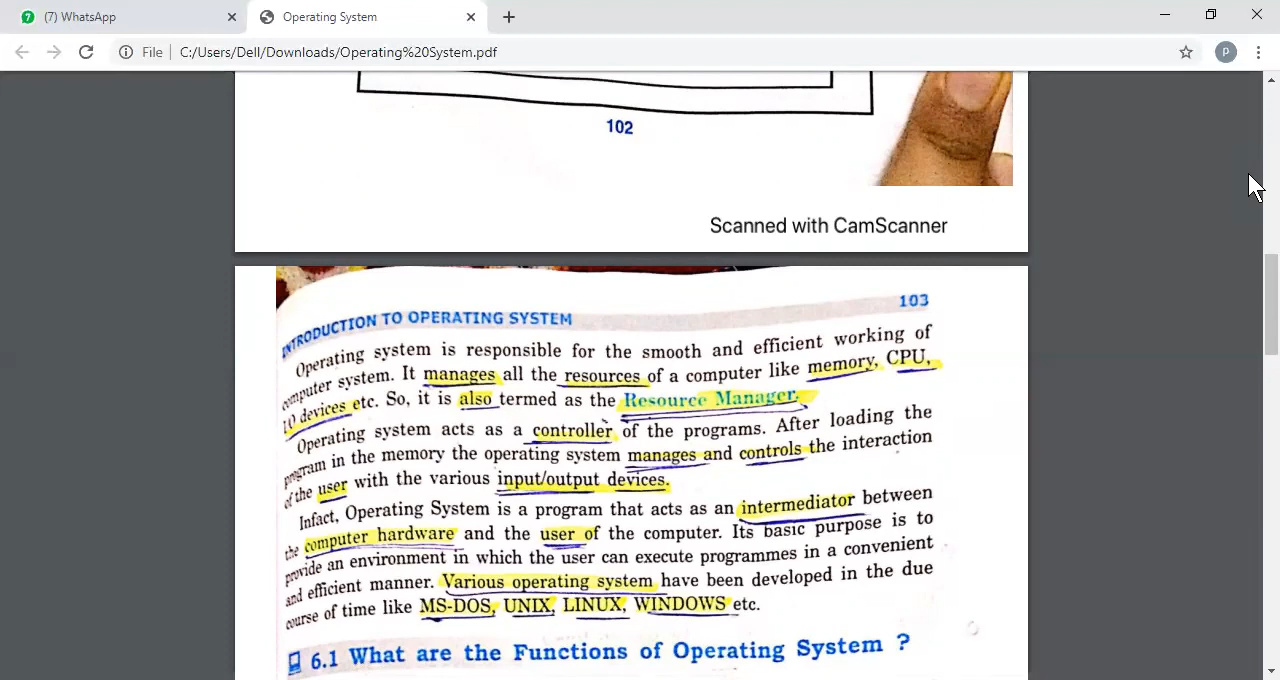 (7) WhatsApp
Operating System
File
C:/Users/Dell/Downloads/Operating%20System.pdf
P
102
Scanned with CamScanner
INTRODUCTION TO OPERATING SYSTEM 103
Operating system is responsible for the smooth and efficient working of
computer system. It manages all the resources of a computer like memory, CPU,
I.O devices etc. So, it is also termed as the Resource Manager.
Operating system acts as a controller of the programs. After loading the
program in the memory the operating system manages and controls the interaction
of the user with the various input/output devices.
Infact, Operating System is a program that acts as an intermediator between
the computer hardware and the user of the computer. Its basic purpose is to
provide an environment in which the user can execute programmes in a convenient
and efficient manner. Various operating system have been developed in the due
course of time like MS-DOS, UNIX, LINUX, WINDOWS etc.
6.1 What are the Functions of Operating System ?